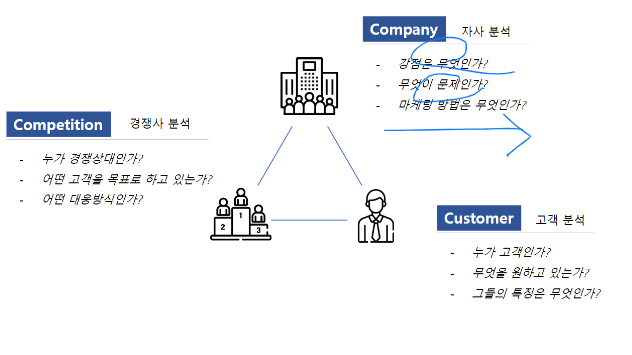 Company 자사 분석
- 강점은 무엇인가?
- 무엇이 문제인가?
- 마케팅 방법은 무엇인가?
Competition 경쟁사 분석
- 누가 경쟁상대인가?
- 어떤 고객을 목표로 하고 있는가?
- 어떤 대응방식인가?
2 1 3
Customer 고객 분석
- 누가 고객인가?
- 무엇을 원하고 있는가?
- 그들의 특징은 무엇인가?